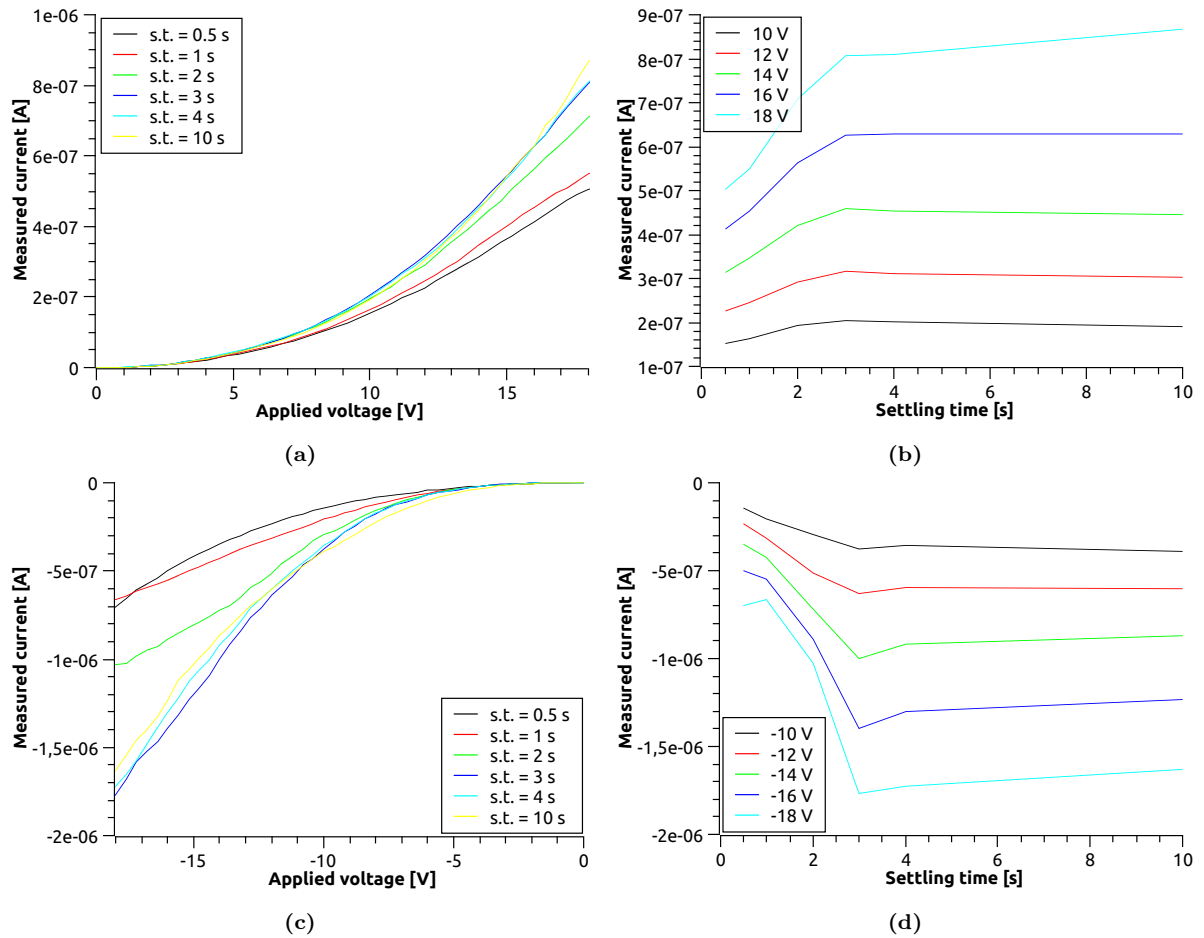 1e-06
8e-07
6e-07
4e-07
2e-07
0
Measured current [A]
s.t. = 0.5 s
s.t. = 1 s
s.t. = 2 s
s.t. = 3 s
s.t. = 4 s
s.t. = 10 s
0 5 10 15
Applied voltage [V]
(a)
9e-07
8e-07
7e-07
6e-07
5e-07
4e-07
3e-07
2e-07
1e-07
Measured current [A]
10 V
12 V
14 V
16 V
18 V
0 2 4 6 8 10
Settling time [s]
(b)
0
-5e-07
-1e-06
-1,5e-06
-2e-06
Measured current [A]
s.t. = 0.5 s
s.t. = 1 s
s.t. = 2 s
s.t. = 3 s
s.t. = 4 s
s.t. = 10 s
-15 -10 -5 0
Applied voltage [V]
(c)
0
-5e-07
-1e-06
-1,5e-06
-2e-06
Measured current [A]
-10 V
-12 V
-14 V
-16 V
-18 V
0 2 4 6 8 10
Settling time [s]
(d)